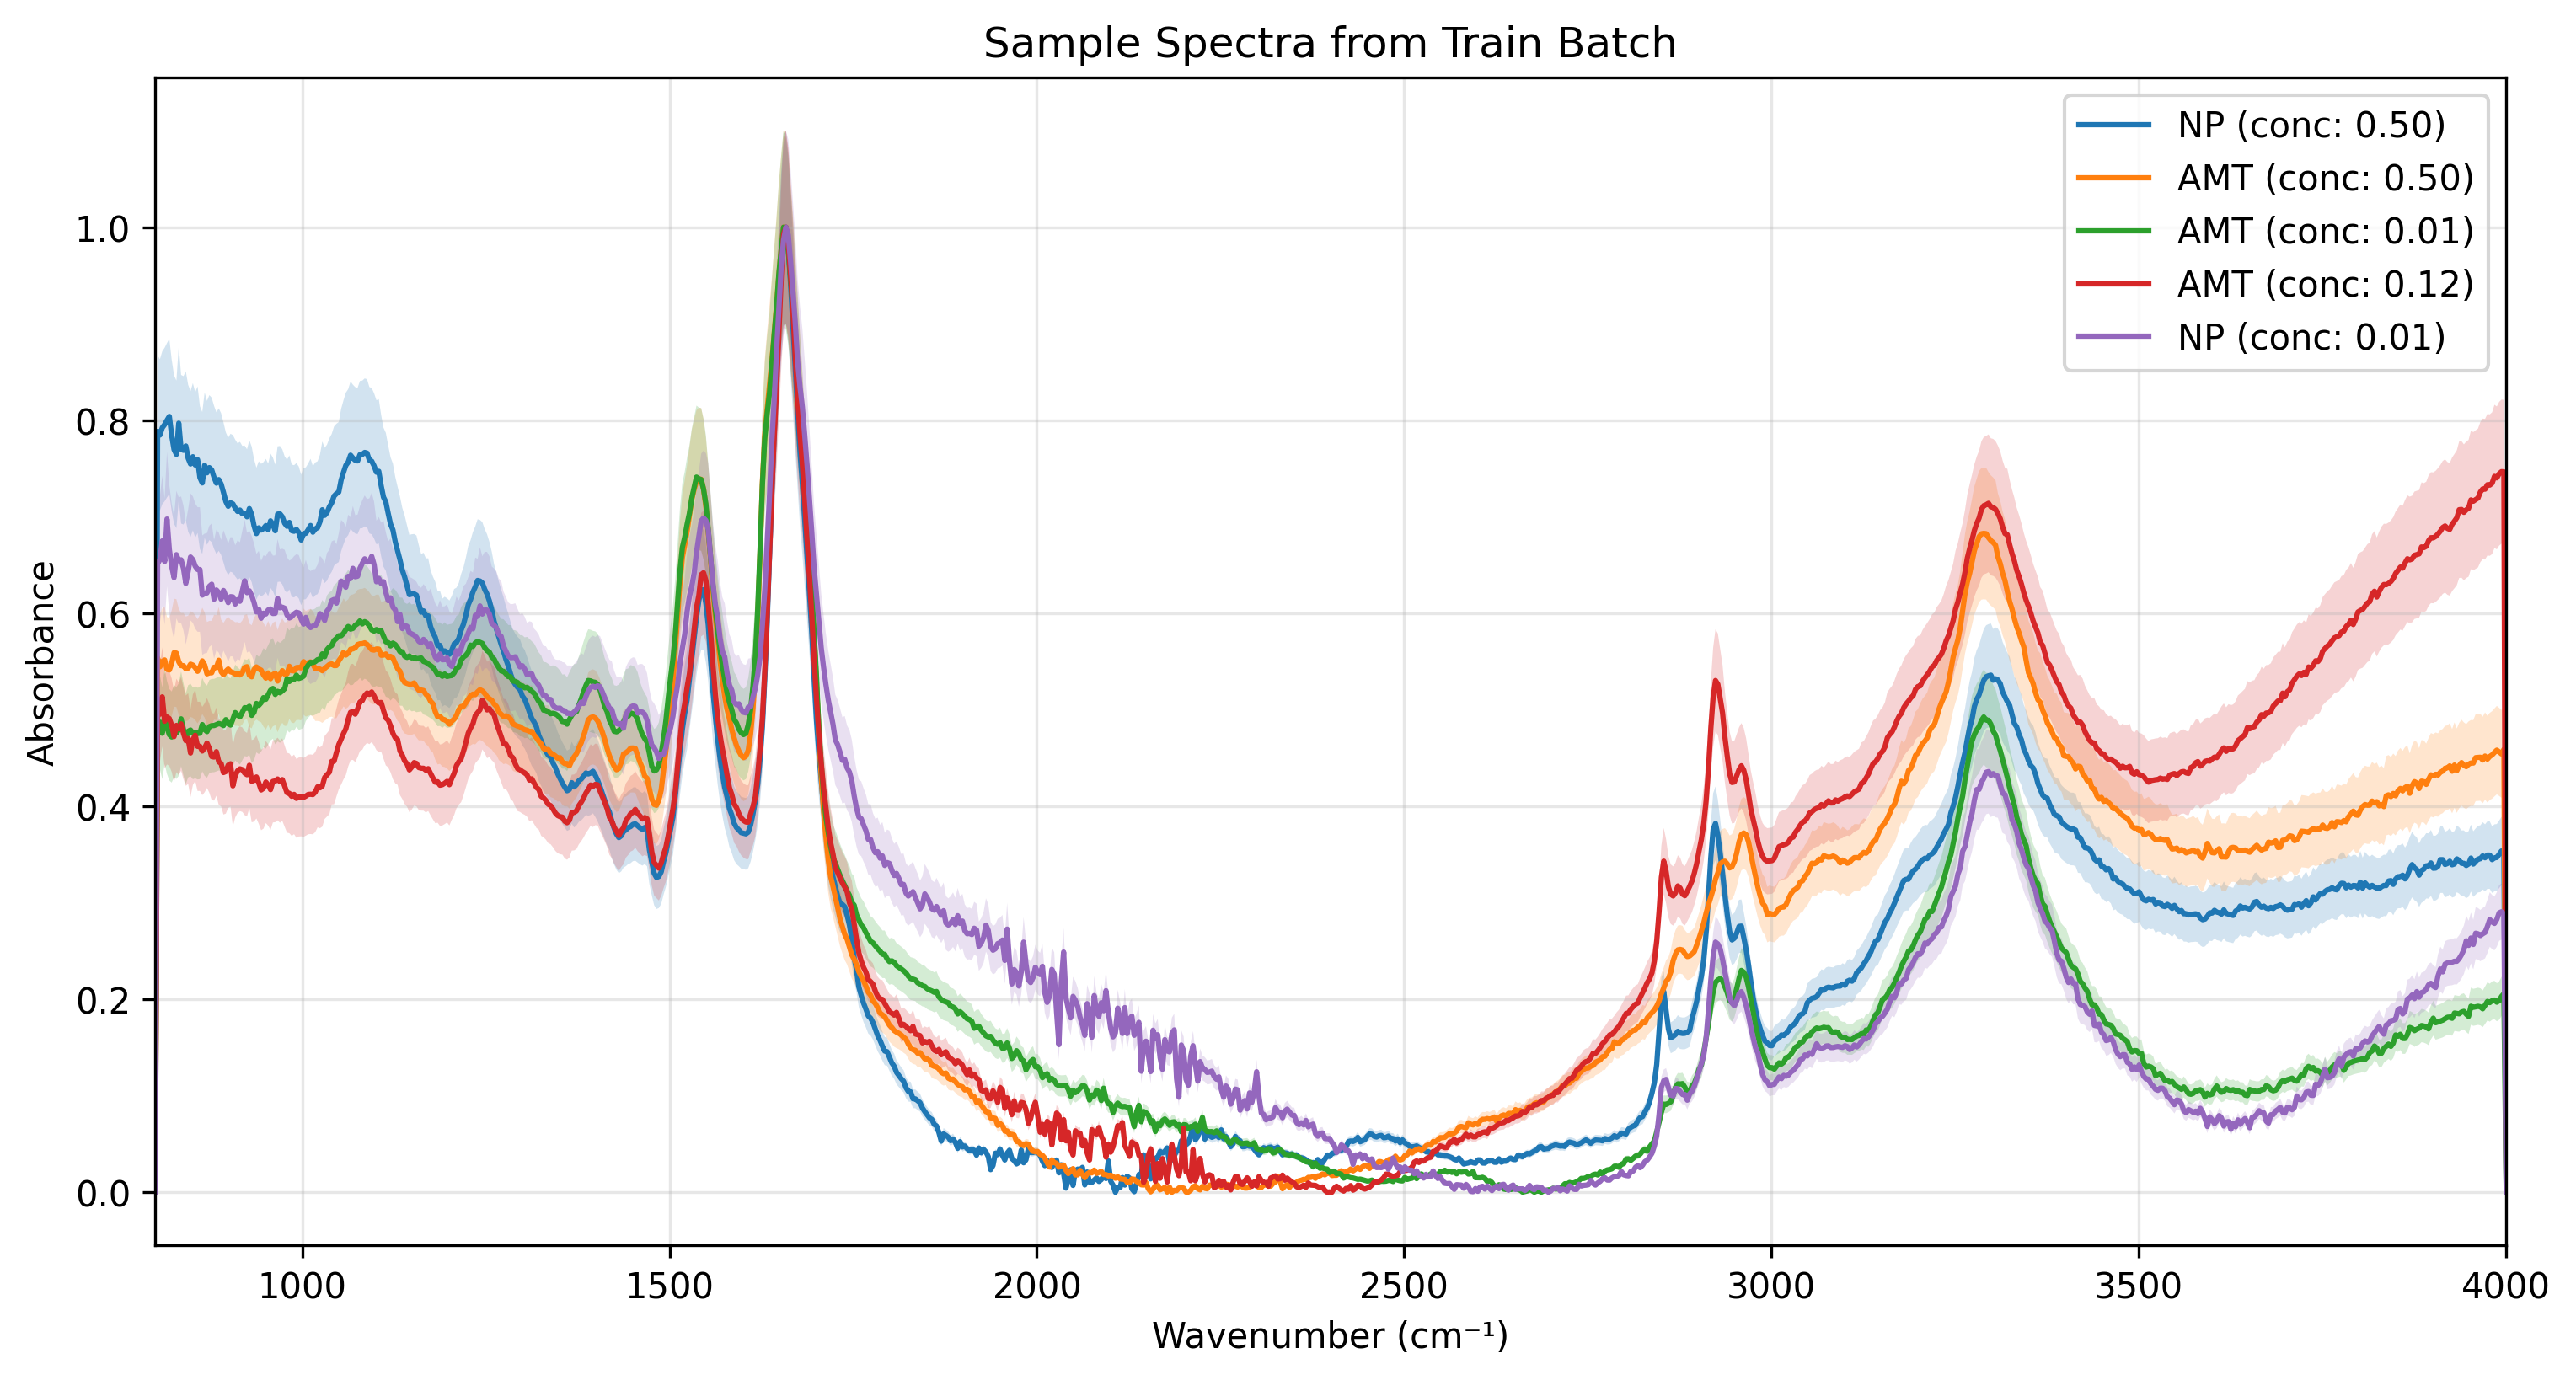 Sample Spectra from Train Batch
NP (conc: 0.50)
AMT (conc: 0.50)
AMT (conc: 0.01)
AMT (conc: 0.12)
NP (conc: 0.01)
Absorbance
1.0
0.8
0.6
0.4
0.2
0.0
1000 1500 2000 2500 3000 3500 4000
Wavenumber (cm⁻¹)